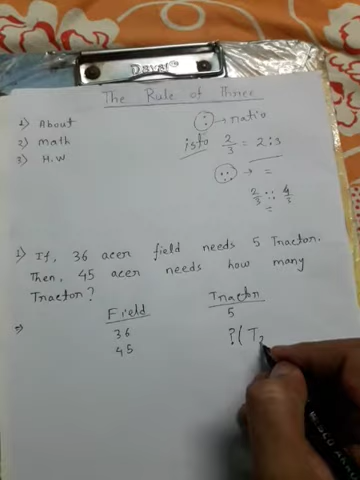 Davar
The Rule of Three
1) About
2) Math
3) H.W
: → ratio
isto 2/3 = 2:3
:: → =
2/3 :: 4/3
=
1) If, 36 acer field needs 5 Tractor.
Then, 45 acer needs how many
Tractor?
⇒ Field Tractor
36 5
45 ?(T2